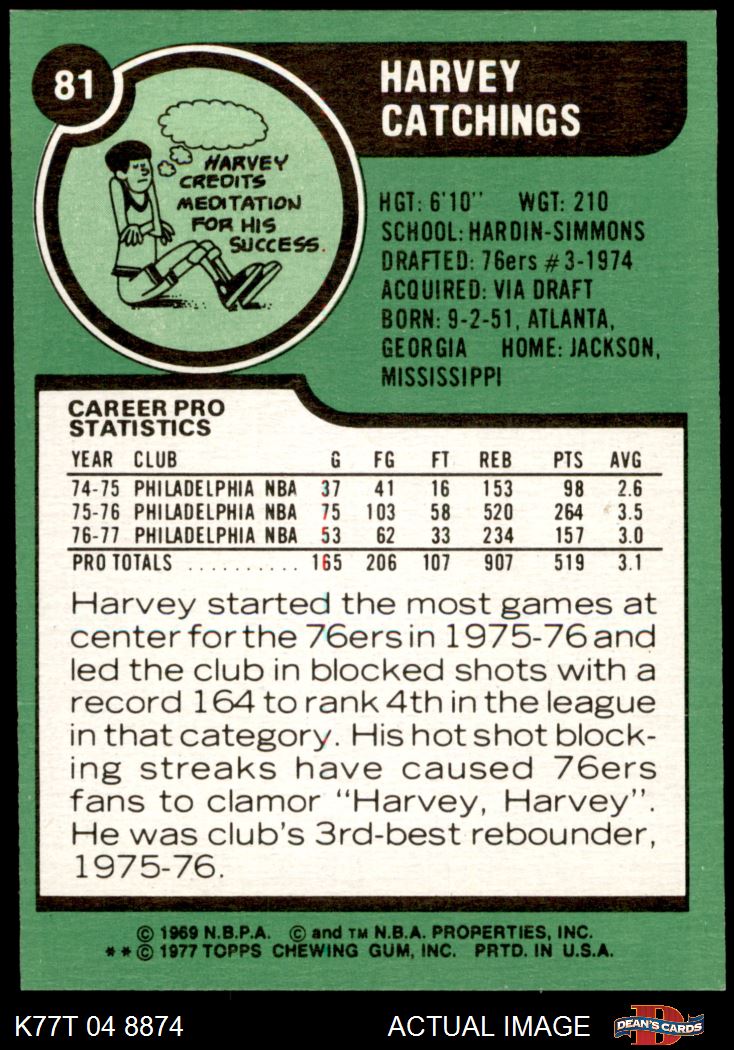 81
HARVEY
CATCHINGS
HARVEY
CREDITS
MEDITATION
FOR HIS
SUCCESS.
HGT: 6'10" WGT: 210
SCHOOL: HARDIN-SIMMONS
DRAFTED: 76ers #3-1974
ACQUIRED: VIA DRAFT
BORN: 9-2-51, ATLANTA,
GEORGIA HOME: JACKSON,
MISSISSIPPI
CAREER PRO
STATISTICS
YEAR CLUB G FG FT REB PTS AVG
74-75 PHILADELPHIA NBA 37 41 16 153 98 2.6
75-76 PHILADELPHIA NBA 75 103 58 520 264 3.5
76-77 PHILADELPHIA NBA 53 62 33 234 157 3.0
PRO TOTALS .......... 165 206 107 907 519 3.1
Harvey started the most games at
center for the 76ers in 1975-76 and
led the club in blocked shots with a
record 164 to rank 4th in the league
in that category. His hot shot block-
ing streaks have caused 76ers
fans to clamor "Harvey, Harvey".
He was club's 3rd-best rebounder,
1975-76.
© 1969 N.B.P.A. © and TM N.B.A. PROPERTIES, INC.
**© 1977 TOPPS CHEWING GUM, INC. PRTD. IN U.S.A.
K77T 04 8874 ACTUAL IMAGE D DEAN'S CARDS